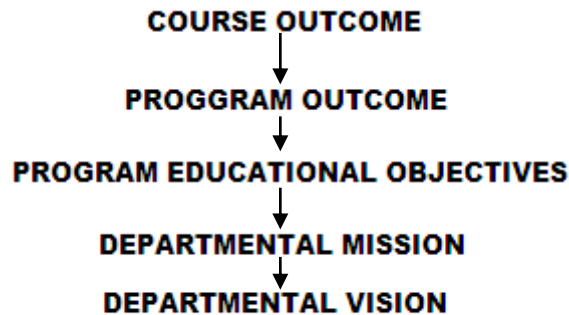 COURSE OUTCOME
PROGGRAM OUTCOME
PROGRAM EDUCATIONAL OBJECTIVES
DEPARTMENTAL MISSION
DEPARTMENTAL VISION